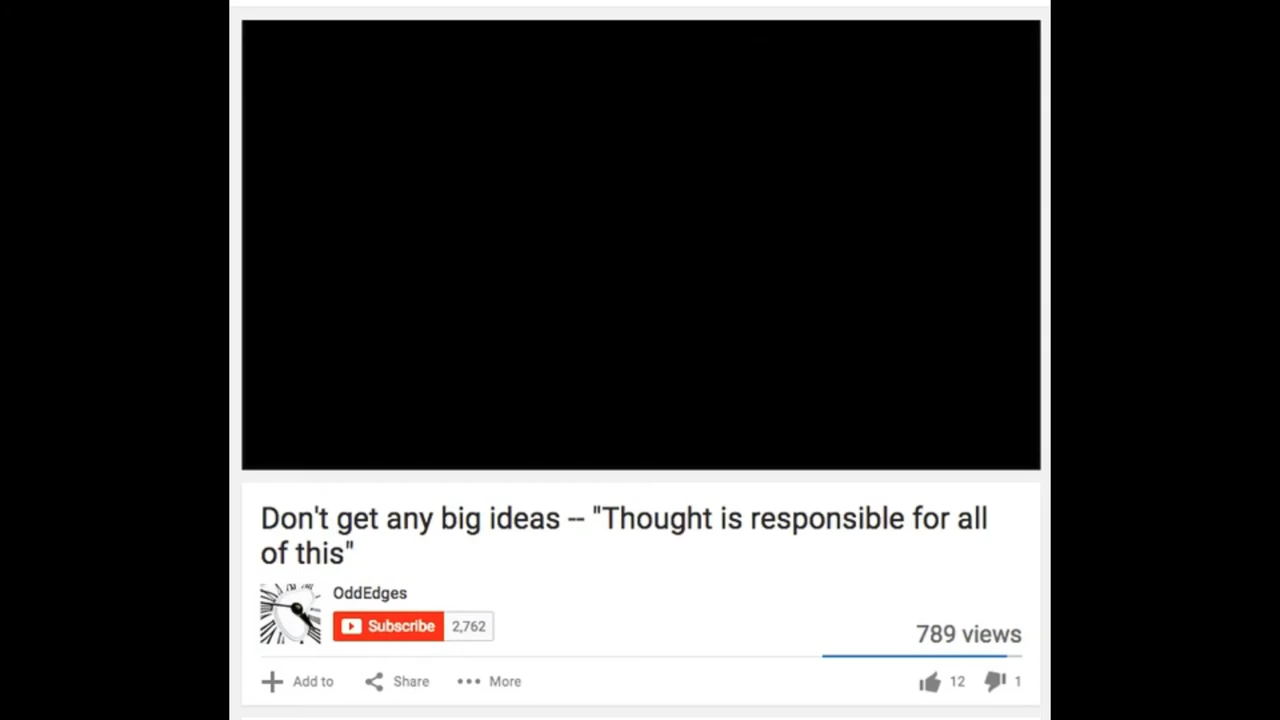 Don't get any big ideas -- "Thought is responsible for all
of this"
OddEdges
Subscribe 2,762
789 views
Add to Share More 12 1